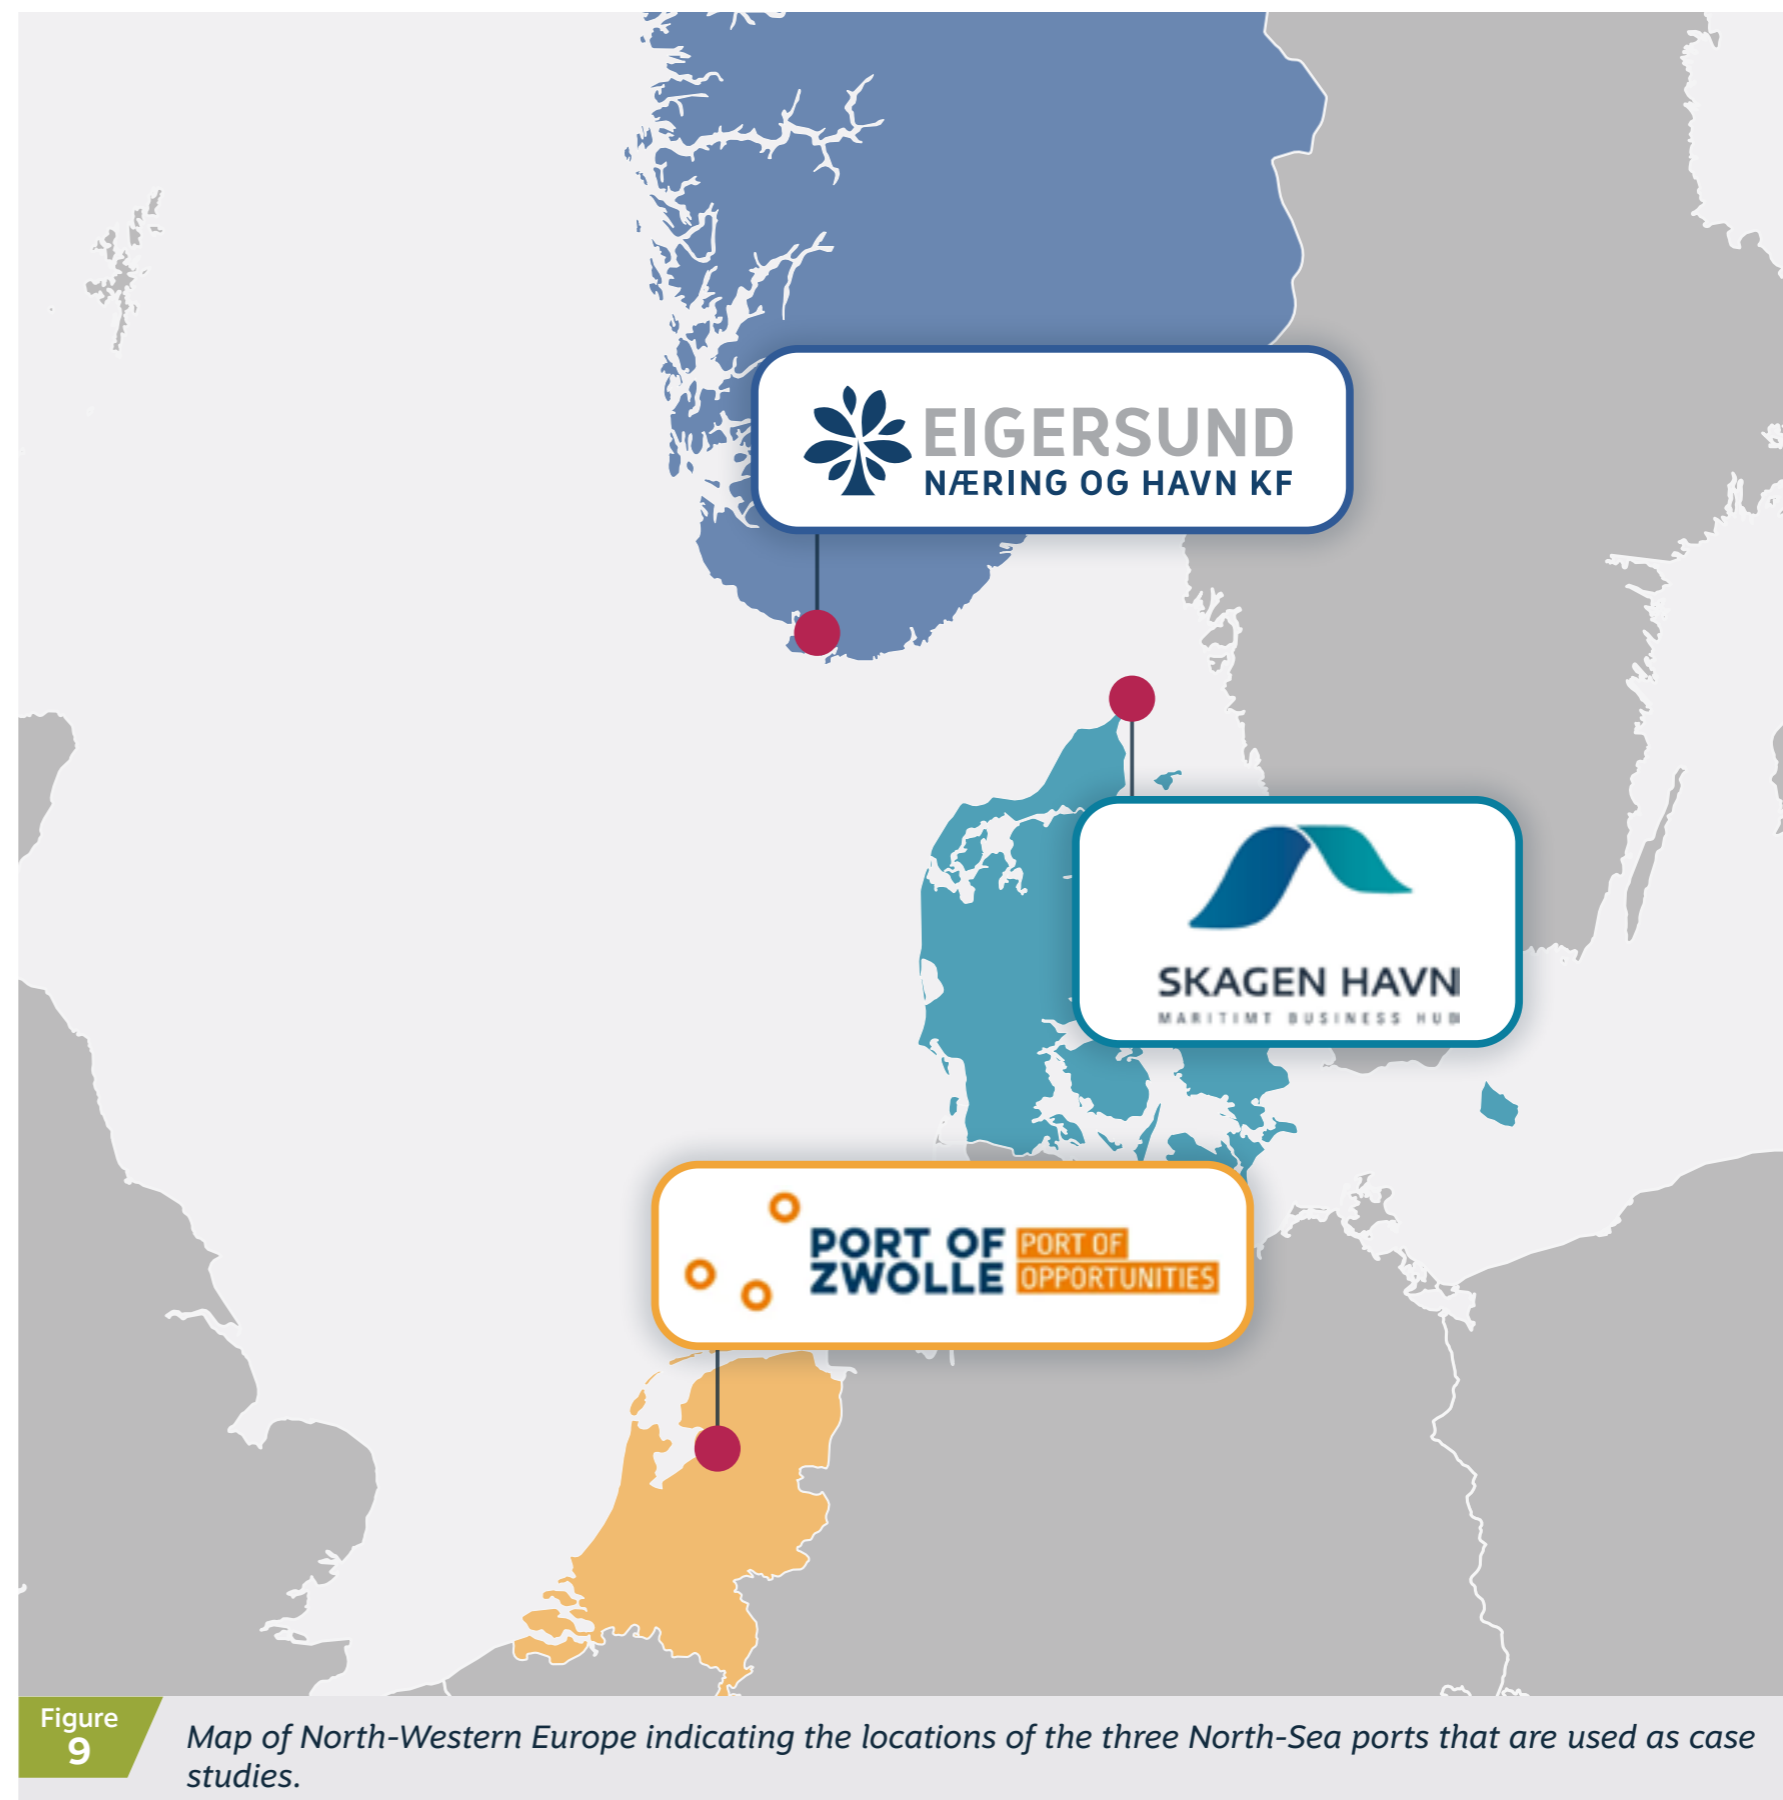 EIGERSUND
NÆRING OG HAVN KF
SKAGEN HAVN
MARITIMT BUSINESS HUB
PORT OF
ZWOLLE
PORT OF
OPPORTUNITIES
Figure
9
Map of North-Western Europe indicating the locations of the three North-Sea ports that are used as case
studies.